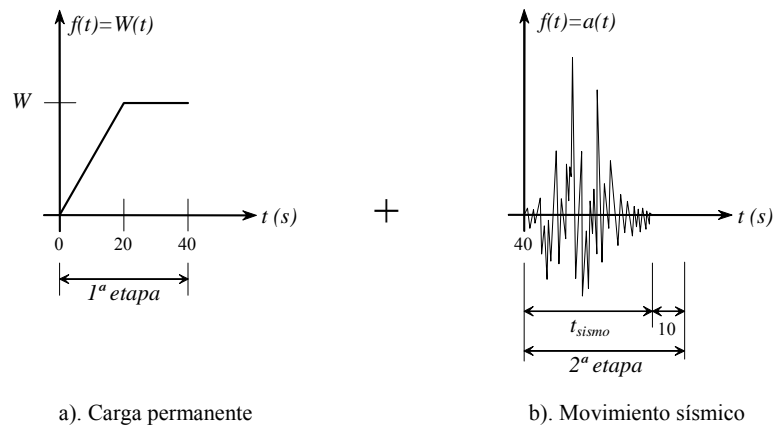 f(t)=W(t)
W
t (s)
0 20 40
1ª etapa
a). Carga permanente
+
f(t)=a(t)
t (s)
40
t_sismo 10
2ª etapa
b). Movimiento sísmico